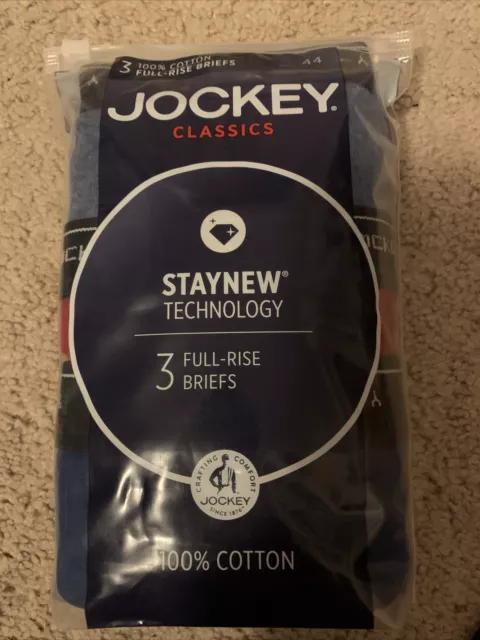 3 100% COTTON
FULL-RISE BRIEFS
44
JOCKEY®
CLASSICS
STAYNEW®
TECHNOLOGY
3 FULL-RISE
BRIEFS
CRAFTING COMFORT
JOCKEY
SINCE 1876
100% COTTON